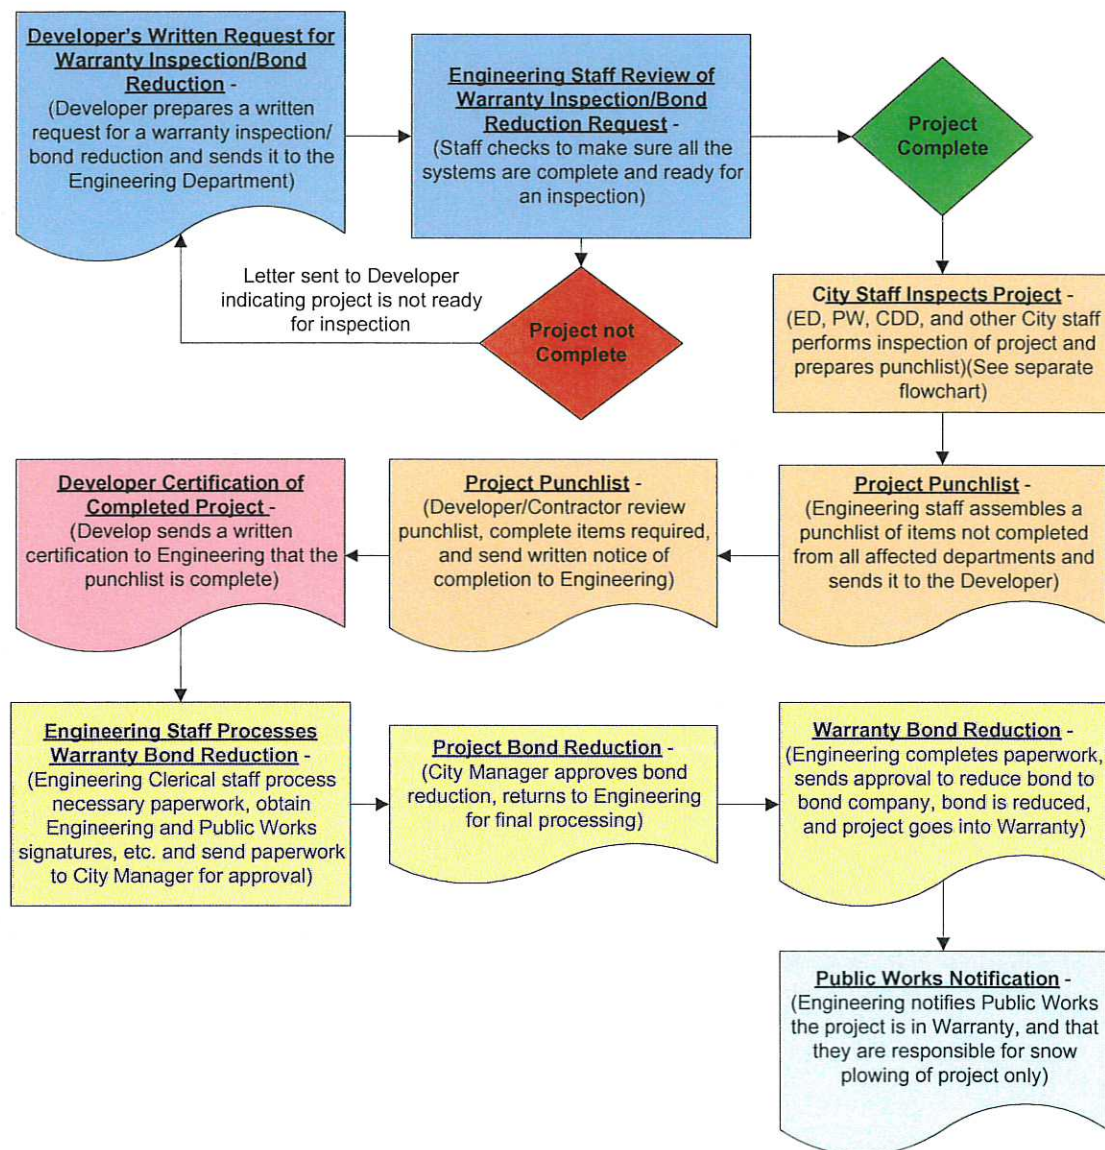 Developer's Written Request for
Warranty Inspection/Bond
Reduction -
(Developer prepares a written
request for a warranty inspection/
bond reduction and sends it to the
Engineering Department)
Engineering Staff Review of
Warranty Inspection/Bond
Reduction Request -
(Staff checks to make sure all the
systems are complete and ready for
an inspection)
Project
Complete
Letter sent to Developer
indicating project is not ready
for inspection
Project not
Complete
City Staff Inspects Project -
(ED, PW, CDD, and other City staff
performs inspection of project and
prepares punchlist)(See separate
flowchart)
Project Punchlist -
(Engineering staff assembles a
punchlist of items not completed
from all affected departments and
sends it to the Developer)
Project Punchlist -
(Developer/Contractor review
punchlist, complete items required,
and send written notice of
completion to Engineering)
Developer Certification of
Completed Project -
(Develop sends a written
certification to Engineering that the
punchlist is complete)
Engineering Staff Processes
Warranty Bond Reduction -
(Engineering Clerical staff process
necessary paperwork, obtain
Engineering and Public Works
signatures, etc. and send paperwork
to City Manager for approval)
Project Bond Reduction -
(City Manager approves bond
reduction, returns to Engineering
for final processing)
Warranty Bond Reduction -
(Engineering completes paperwork,
sends approval to reduce bond to
bond company, bond is reduced,
and project goes into Warranty)
Public Works Notification -
(Engineering notifies Public Works
the project is in Warranty, and that
they are responsible for snow
plowing of project only)